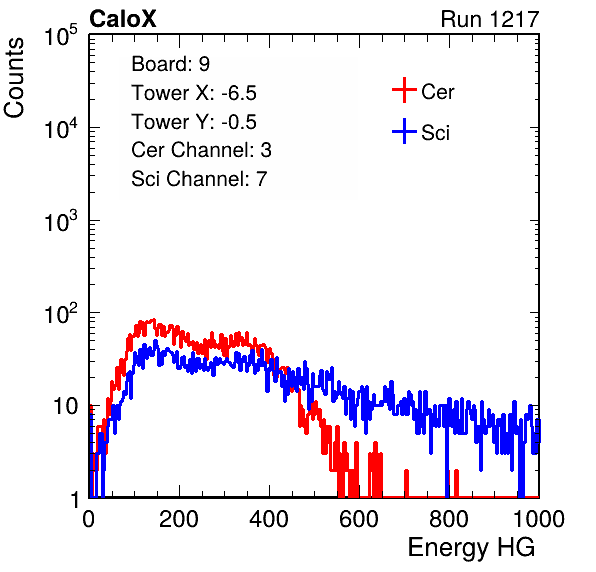 CaloX Run 1217
Counts
10^5
10^4
10^3
10^2
10
1
Board: 9
Tower X: -6.5
Tower Y: -0.5
Cer Channel: 3
Sci Channel: 7
Cer
Sci
0 200 400 600 800 1000
Energy HG